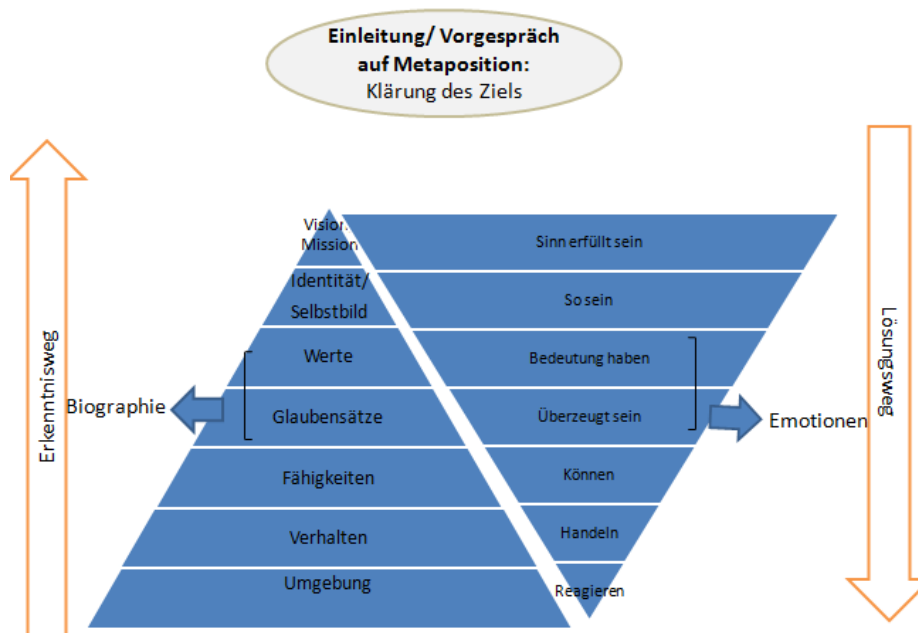 Einleitung/ Vorgespräch
auf Metaposition:
Klärung des Ziels
Erkenntnisweg
Biographie
Vision
Mission
Identität/
Selbstbild
Werte
Glaubensätze
Fähigkeiten
Verhalten
Umgebung
Sinn erfüllt sein
So sein
Bedeutung haben
Überzeugt sein
Können
Handeln
Reagieren
Emotionen
Lösungsweg